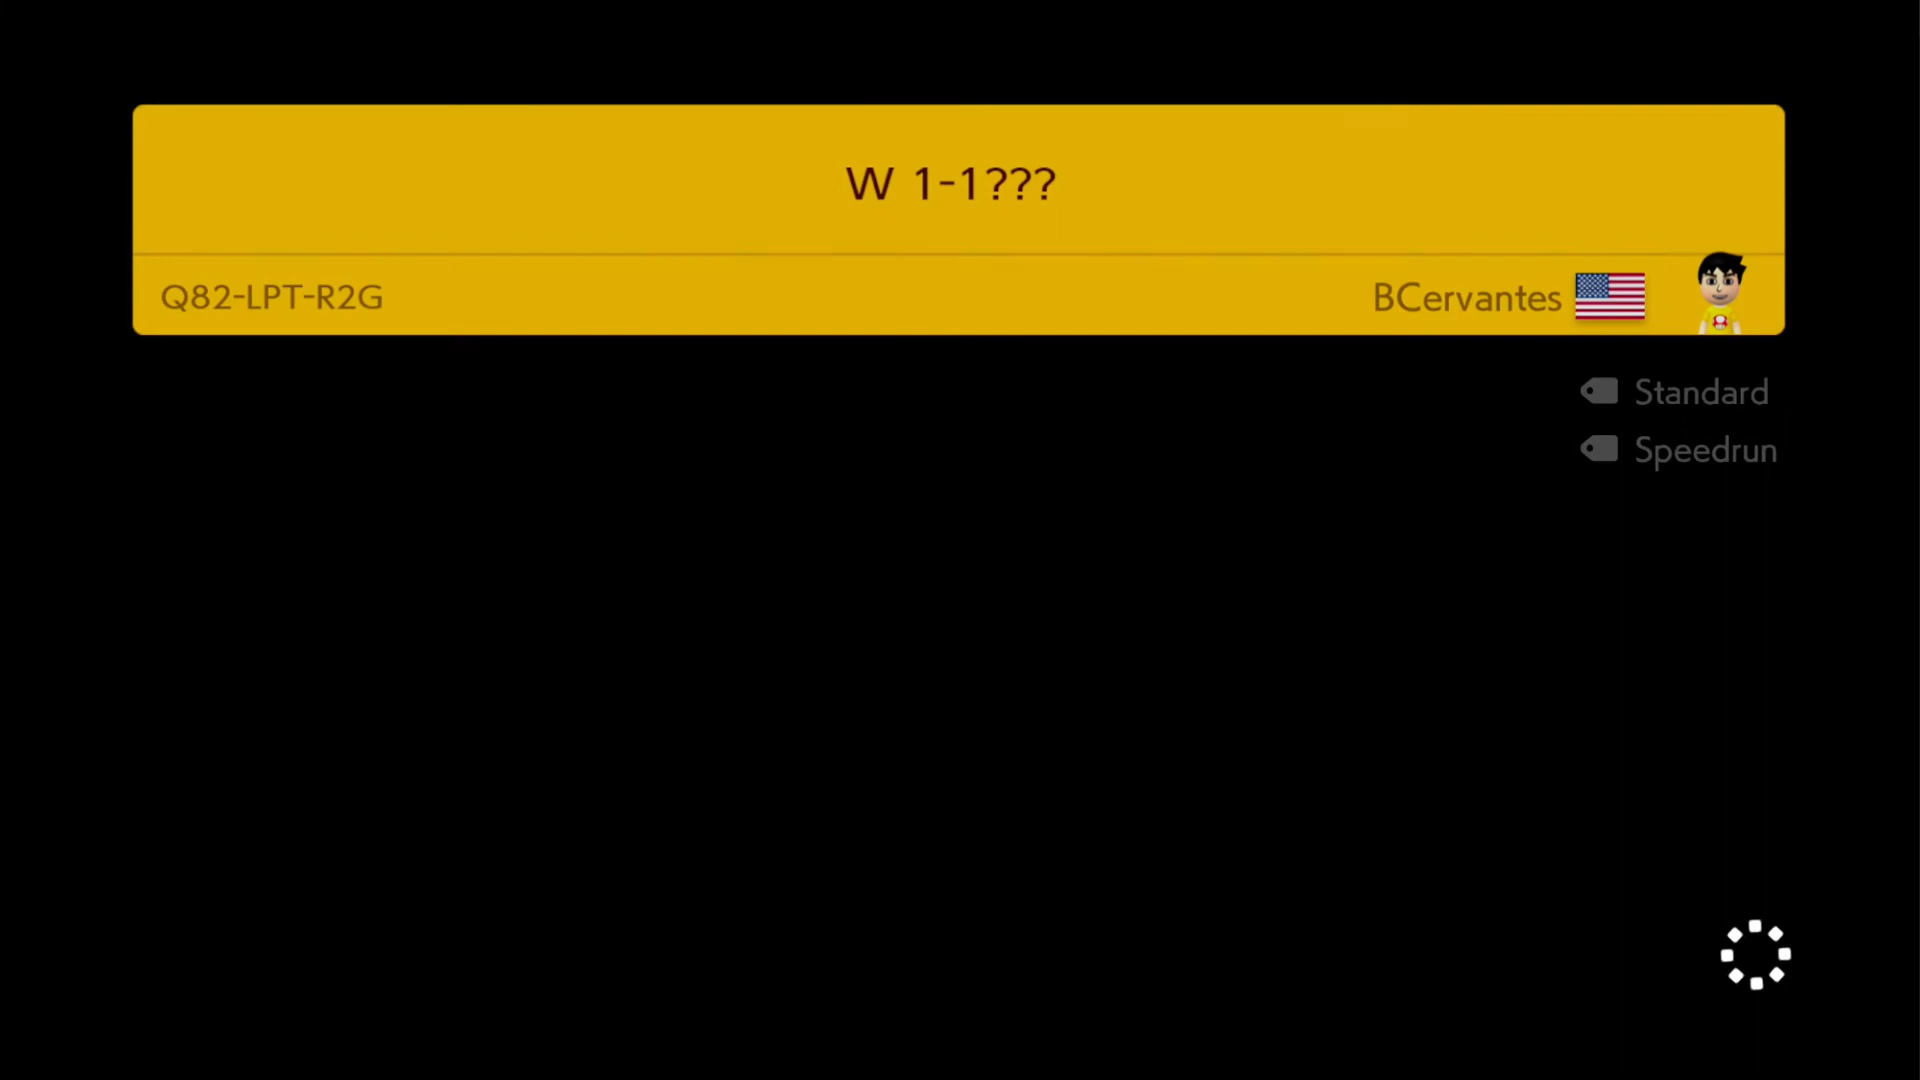 W 1-1???
Q82-LPT-R2G
BCervantes
Standard
Speedrun